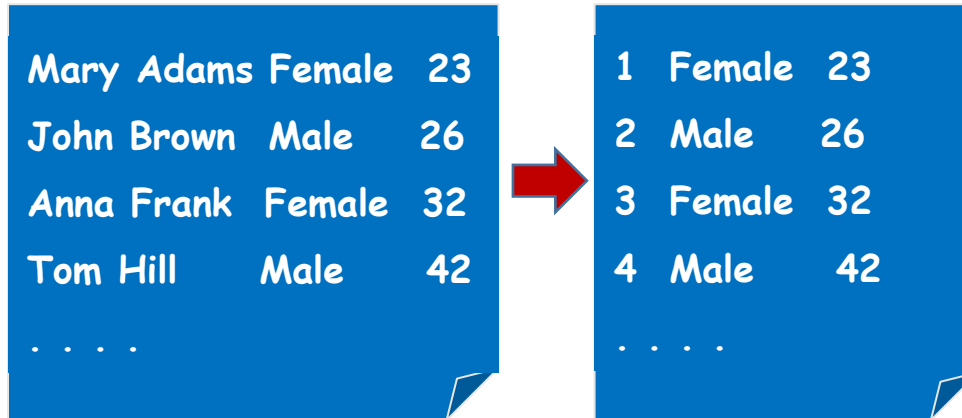 Mary Adams Female 23
John Brown Male 26
Anna Frank Female 32
Tom Hill Male 42
. . . .
1 Female 23
2 Male 26
3 Female 32
4 Male 42
. . . .